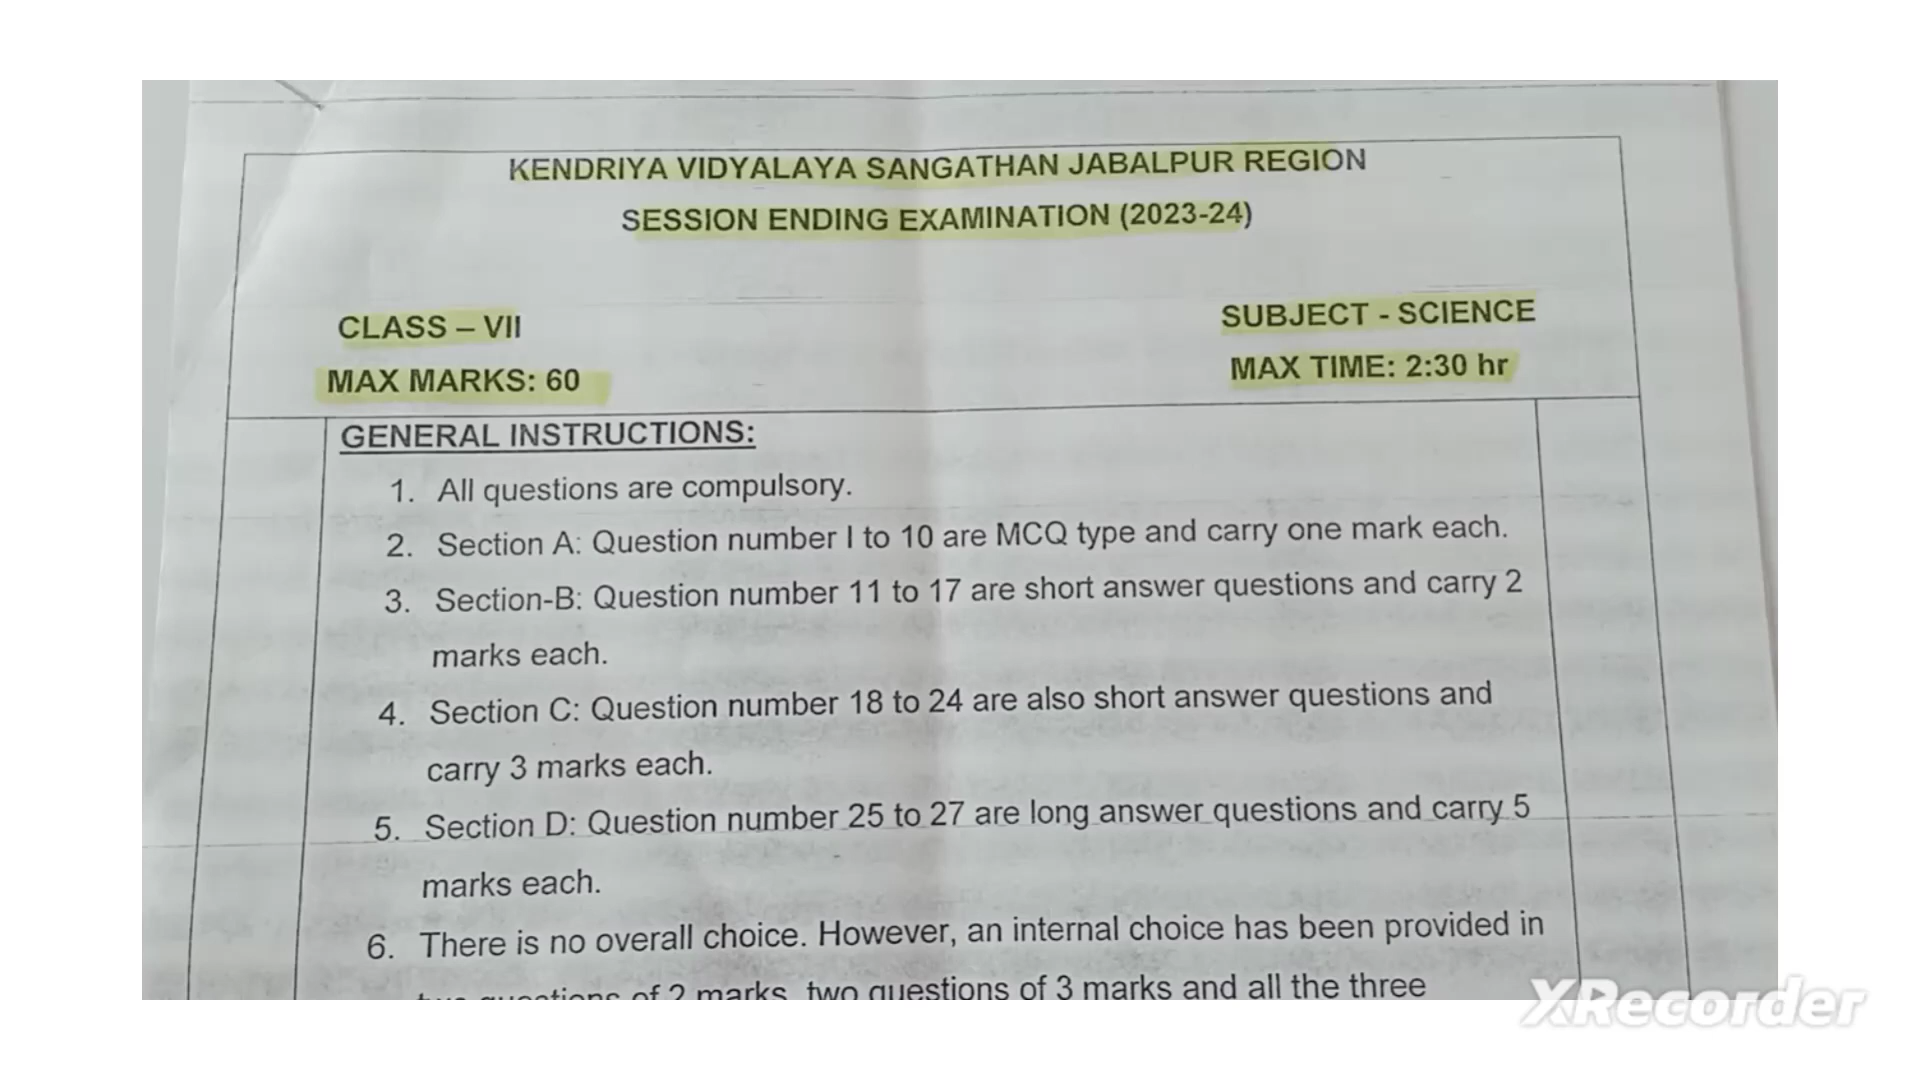 KENDRIYA VIDYALAYA SANGATHAN JABALPUR REGION
SESSION ENDING EXAMINATION (2023-24)
CLASS – VII
SUBJECT - SCIENCE
MAX MARKS: 60
MAX TIME: 2:30 hr
GENERAL INSTRUCTIONS:
1. All questions are compulsory.
2. Section A: Question number I to 10 are MCQ type and carry one mark each.
3. Section-B: Question number 11 to 17 are short answer questions and carry 2
marks each.
4. Section C: Question number 18 to 24 are also short answer questions and
carry 3 marks each.
5. Section D: Question number 25 to 27 are long answer questions and carry 5
marks each.
6. There is no overall choice. However, an internal choice has been provided in
two questions of 2 marks, two questions of 3 marks and all the three
XRecorder